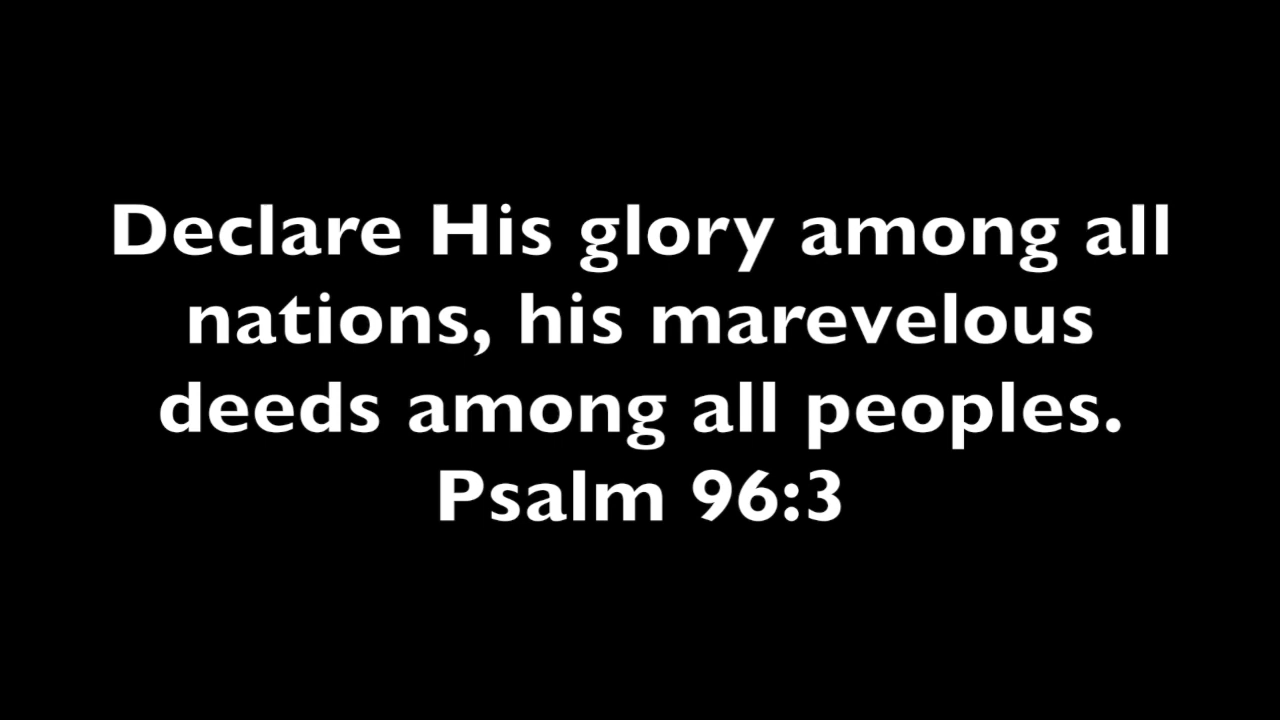 Declare His glory among all
nations, his marevelous
deeds among all peoples.
Psalm 96:3